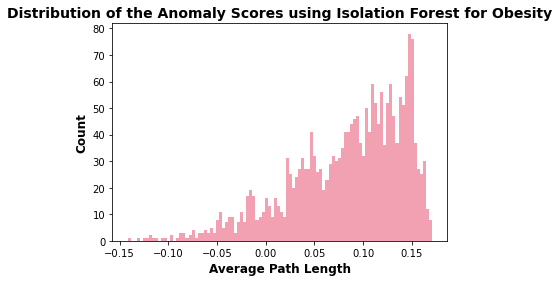 Distribution of the Anomaly Scores using Isolation Forest for Obesity
80
70
60
50
40
30
20
10
0
Count
−0.15 −0.10 −0.05 0.00 0.05 0.10 0.15
Average Path Length